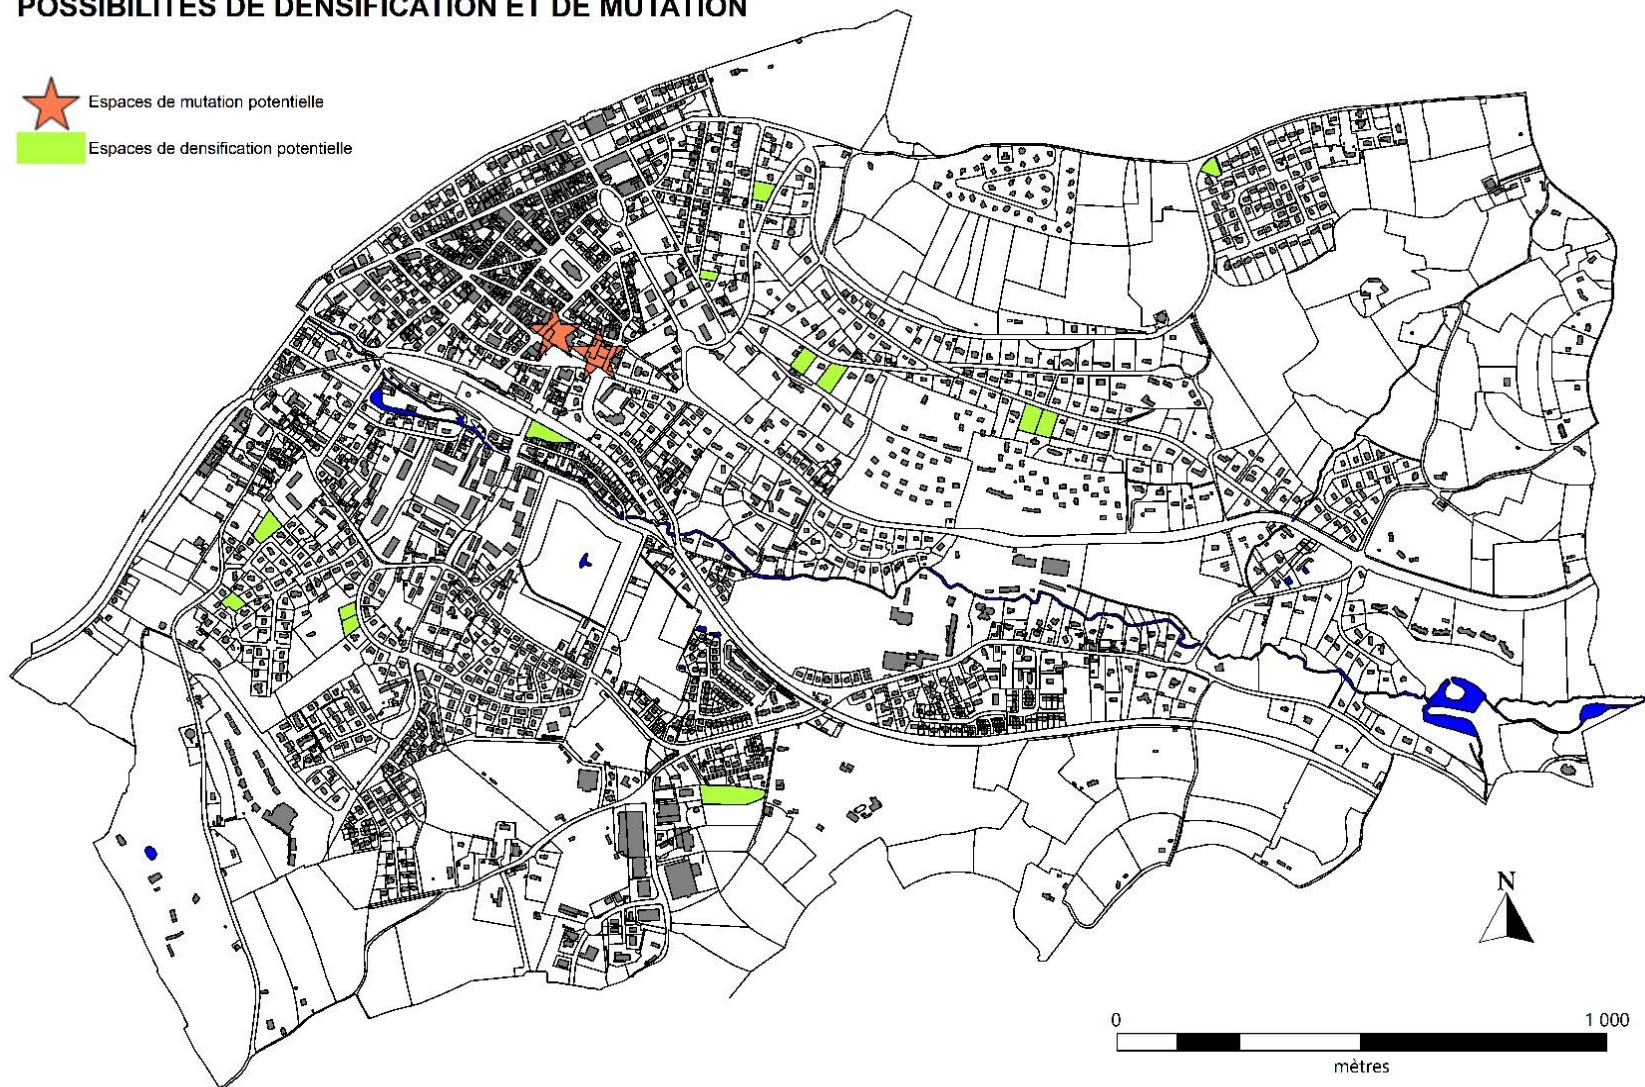 POSSIBILITES DE DENSIFICATION ET DE MUTATION
Espaces de mutation potentielle
Espaces de densification potentielle
N
0 1 000
mètres